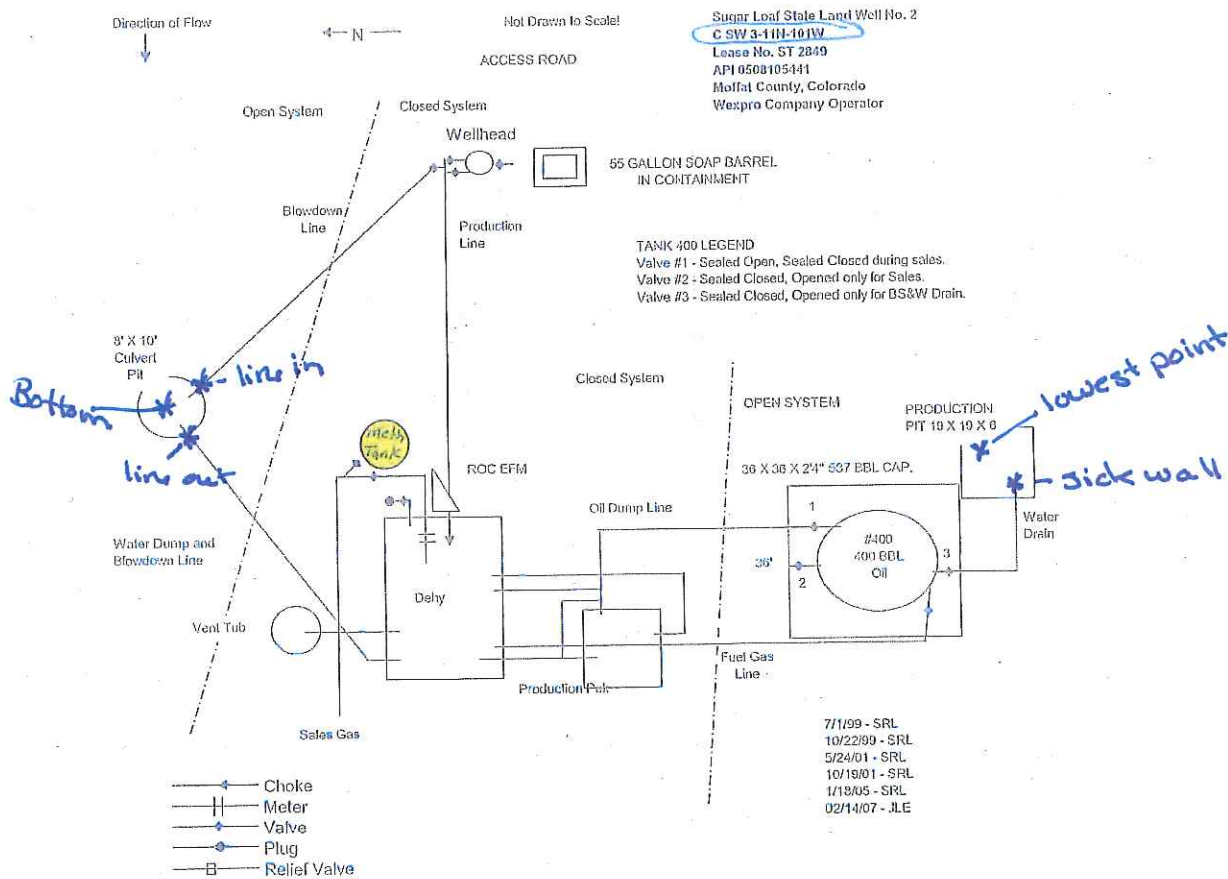 Direction of Flow
N
Not Drawn to Scale!
ACCESS ROAD
Sugar Loaf State Land Well No. 2
C SW 3-11N-101W
Lease No. ST 2849
API 0508105441
Moffat County, Colorado
Wexpro Company Operator
Open System
Closed System
Wellhead
55 GALLON SOAP BARREL
IN CONTAINMENT
Blowdown
Line
Production
Line
TANK 400 LEGEND
Valve #1 - Sealed Open, Sealed Closed during sales.
Valve #2 - Sealed Closed, Opened only for Sales.
Valve #3 - Sealed Closed, Opened only for BS&W Drain.
8' X 10'
Culvert
Pit
line in
Bottom
line out
Closed System
OPEN SYSTEM
PRODUCTION
PIT 19 X 19 X 6
lowest point
sick wall
Meth
Tank
ROC EFM
36 X 36 X 2'4" 537 BBL CAP.
Oil Dump Line
1
#400
400 BBL
Oil
36'
2
3
Water
Drain
Water Dump and
Blowdown Line
Dehy
Vent Tub
Fuel Gas
Line
Production Pak
Sales Gas
7/1/99 - SRL
10/22/99 - SRL
5/24/01 - SRL
10/19/01 - SRL
1/18/05 - SRL
02/14/07 - JLE
Choke
Meter
Valve
Plug
Relief Valve